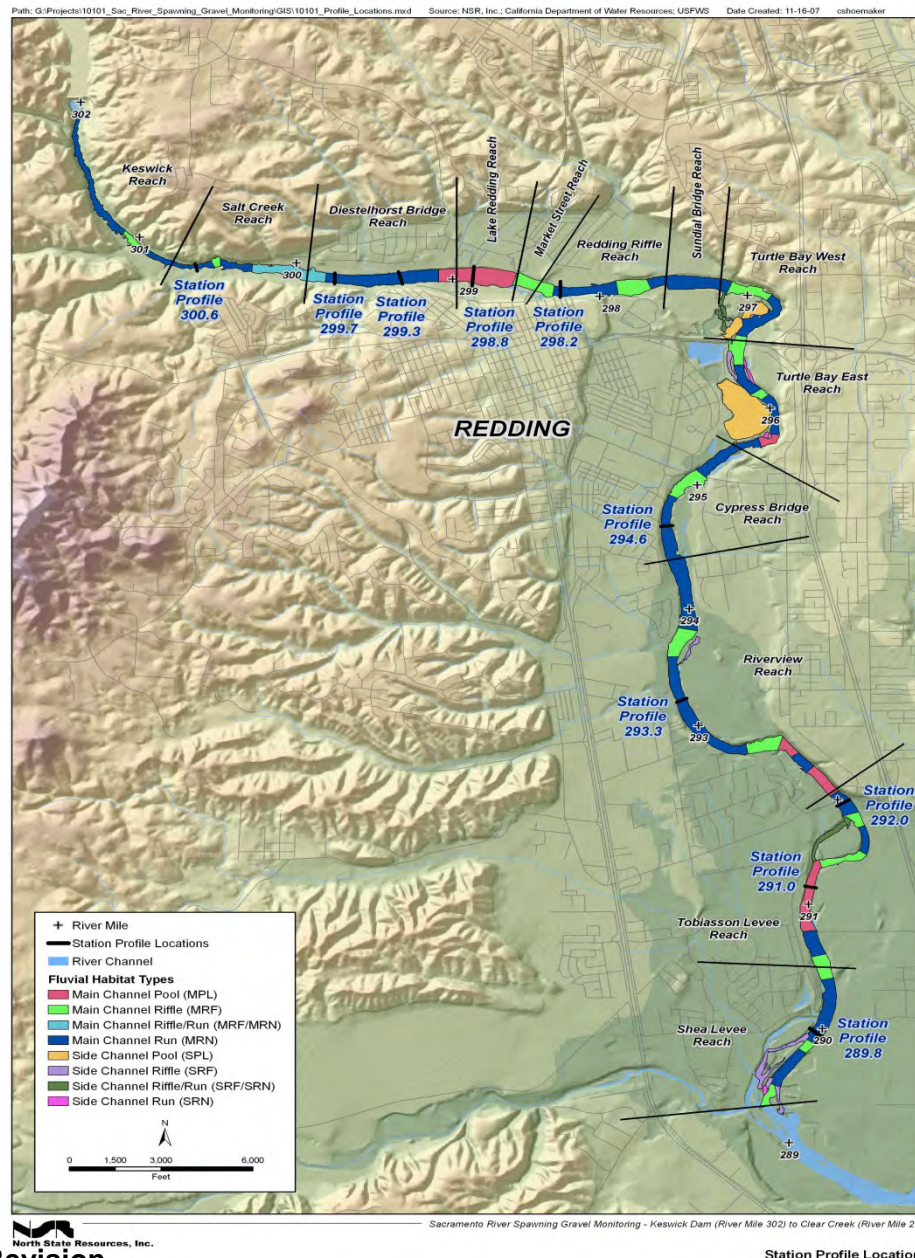 Path: G:\Projects\10101_Sac_River_Spawning_Gravel_Monitoring\GIS\10101_Profile_Locations.mxd Source: NSR, Inc.; California Department of Water Resources; USFWS Date Created: 11-16-07 cshoemaker
302
Keswick
Reach
301
Salt Creek
Reach
Station
Profile
300.6
300
Diestelhorst Bridge
Reach
Station
Profile
299.7
Station
Profile
299.3
299
Lake Redding Reach
Station
Profile
298.8
Market Street Reach
Station
Profile
298.2
Redding Riffle
Reach
298
Sundial Bridge Reach
Turtle Bay West
Reach
297
Turtle Bay East
Reach
296
REDDING
295
Cypress Bridge
Reach
Station
Profile
294.6
294
Riverview
Reach
Station
Profile
293.3
293
Station
Profile
292.0
Station
Profile
291.0
291
Tobiasson Levee
Reach
Shea Levee
Reach
290
Station
Profile
289.8
289
River Mile
Station Profile Locations
River Channel
Fluvial Habitat Types
Main Channel Pool (MPL)
Main Channel Riffle (MRF)
Main Channel Riffle/Run (MRF/MRN)
Main Channel Run (MRN)
Side Channel Pool (SPL)
Side Channel Riffle (SRF)
Side Channel Riffle/Run (SRF/SRN)
Side Channel Run (SRN)
N
0 1,500 3,000 6,000
Feet
NSR
North State Resources, Inc.
Sacramento River Spawning Gravel Monitoring - Keswick Dam (River Mile 302) to Clear Creek (River Mile 2
Station Profile Location